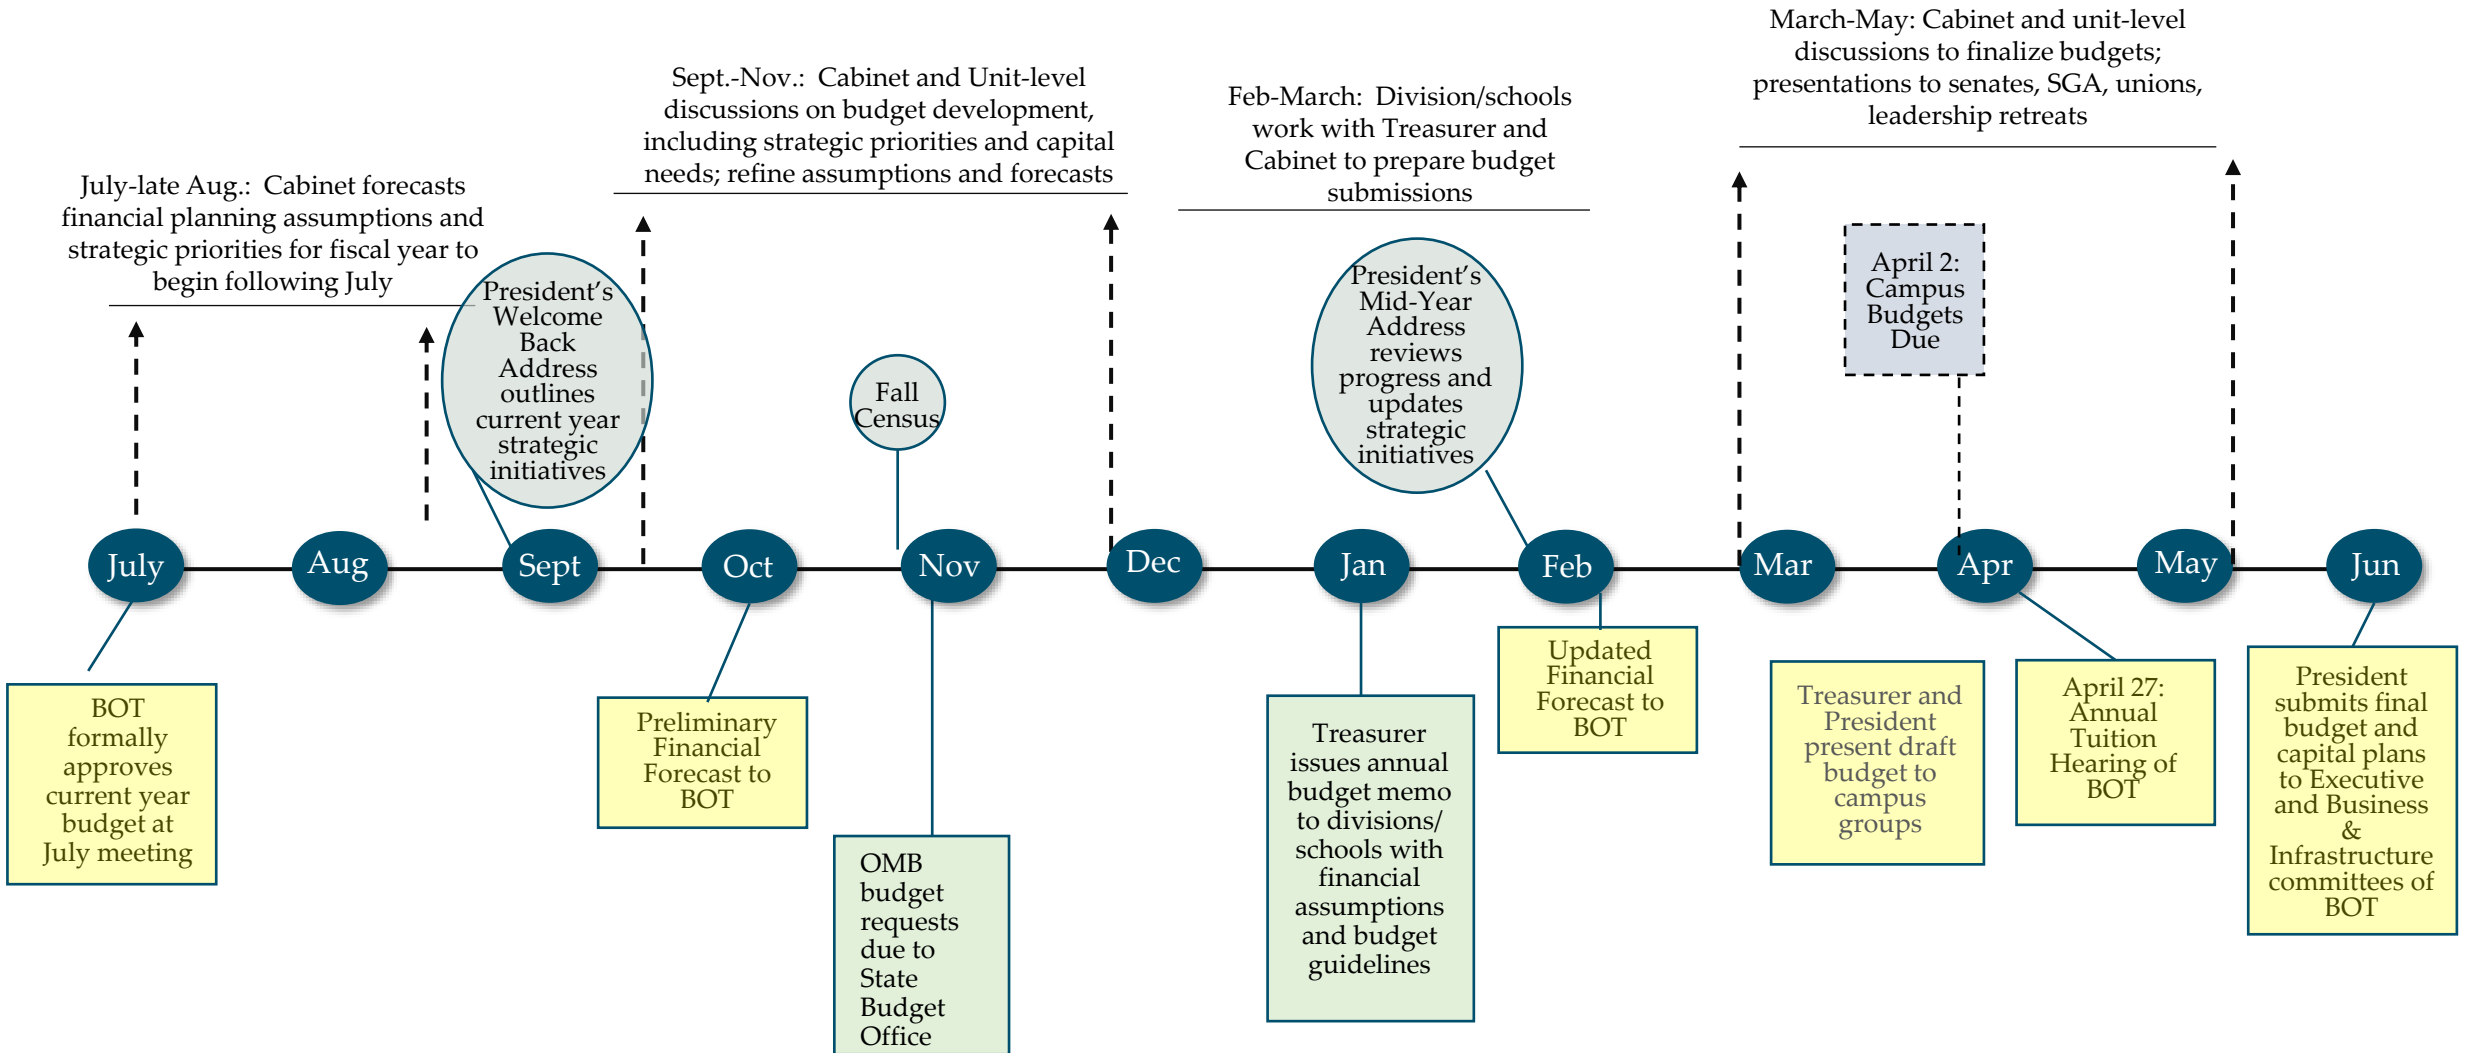 March-May: Cabinet and unit-level
discussions to finalize budgets;
presentations to senates, SGA, unions,
leadership retreats
Sept.-Nov.: Cabinet and Unit-level
discussions on budget development,
including strategic priorities and capital
needs; refine assumptions and forecasts
Feb-March: Division/schools
work with Treasurer and
Cabinet to prepare budget
submissions
July-late Aug.: Cabinet forecasts
financial planning assumptions and
strategic priorities for fiscal year to
begin following July
President's
Welcome
Back
Address
outlines
current year
strategic
initiatives
Fall
Census
President's
Mid-Year
Address
reviews
progress and
updates
strategic
initiatives
April 2:
Campus
Budgets
Due
July
Aug
Sept
Oct
Nov
Dec
Jan
Feb
Mar
Apr
May
Jun
BOT
formally
approves
current year
budget at
July meeting
Preliminary
Financial
Forecast to
BOT
OMB
budget
requests
due to
State
Budget
Office
Treasurer
issues annual
budget memo
to divisions/
schools with
financial
assumptions
and budget
guidelines
Updated
Financial
Forecast to
BOT
Treasurer and
President
present draft
budget to
campus
groups
April 27:
Annual
Tuition
Hearing of
BOT
President
submits final
budget and
capital plans
to Executive
and Business
&
Infrastructure
committees of
BOT